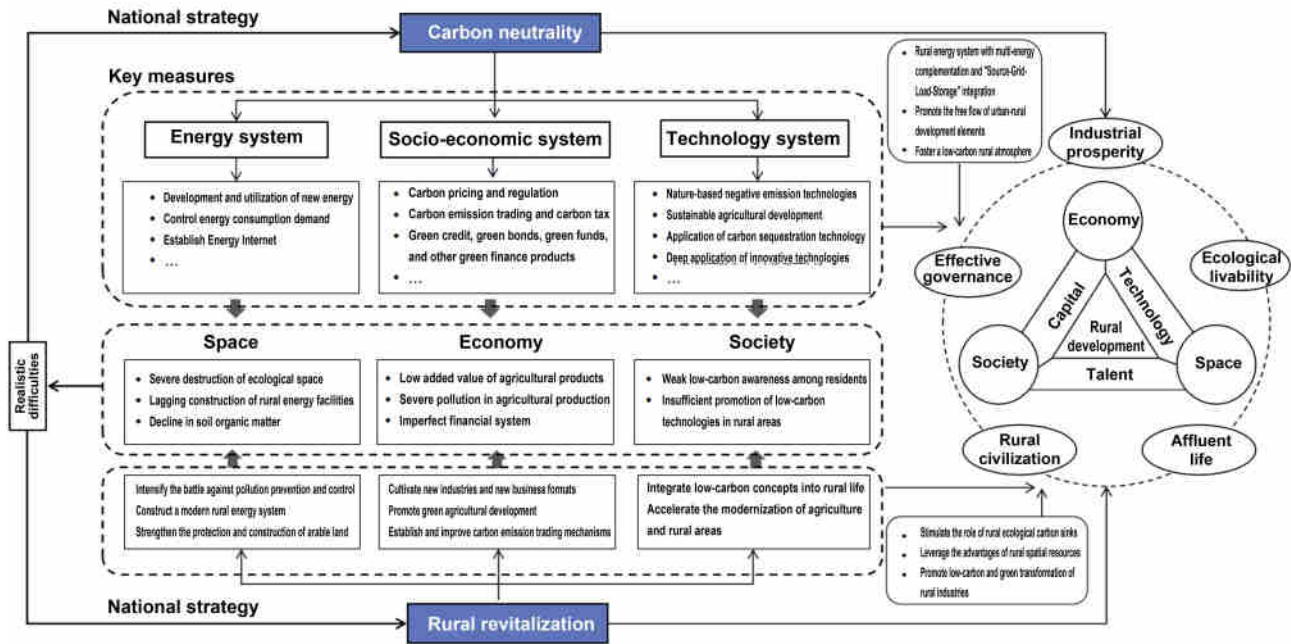 National strategy
Carbon neutrality
Key measures
Energy system
Socio-economic system
Technology system
• Development and utilization of new energy
• Control energy consumption demand
• Establish Energy Internet
• ...
• Carbon pricing and regulation
• Carbon emission trading and carbon tax
• Green credit, green bonds, green funds,
and other green finance products
• ...
• Nature-based negative emission technologies
• Sustainable agricultural development
• Application of carbon sequestration technology
• Deep application of innovative technologies
• ...
• Rural energy system with multi-energy
complementation and "Source-Grid-
Load-Storage" integration
• Promote the free flow of urban-rural
development elements
• Foster a low-carbon rural atmosphere
Industrial
prosperity
Economy
Effective
governance
Ecological
livability
Capital
Technology
Rural
development
Society
Talent
Space
Rural
civilization
Affluent
life
Realistic
difficulties
Space
Economy
Society
• Severe destruction of ecological space
• Lagging construction of rural energy facilities
• Decline in soil organic matter
• Low added value of agricultural products
• Severe pollution in agricultural production
• Imperfect financial system
• Weak low-carbon awareness among residents
• Insufficient promotion of low-carbon
technologies in rural areas
Intensify the battle against pollution prevention and control
Construct a modern rural energy system
Strengthen the protection and construction of arable land
Cultivate new industries and new business formats
Promote green agricultural development
Establish and improve carbon emission trading mechanisms
Integrate low-carbon concepts into rural life
Accelerate the modernization of agriculture
and rural areas
• Stimulate the role of rural ecological carbon sinks
• Leverage the advantages of rural spatial resources
• Promote low-carbon and green transformation of
rural industries
National strategy
Rural revitalization